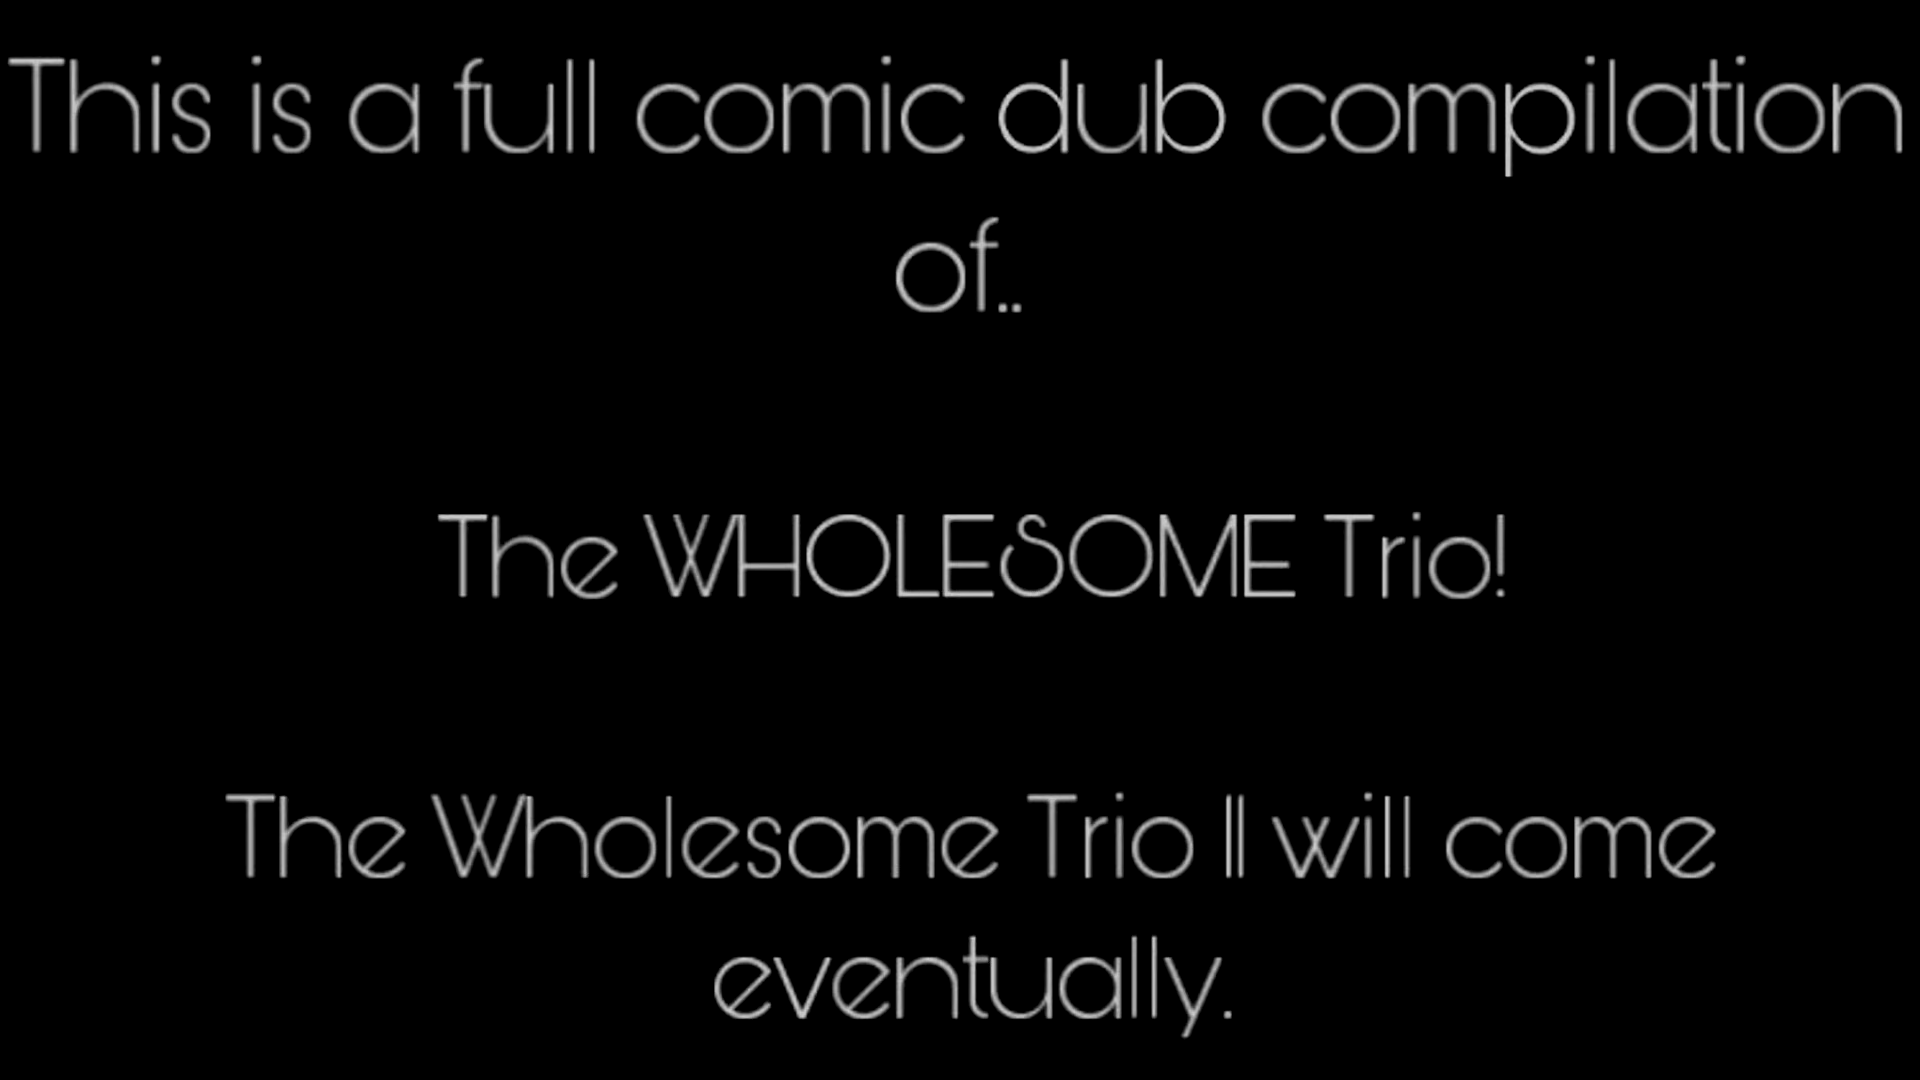 This is a full comic dub compilation
of..
The WHOLESOME Trio!
The Wholesome Trio II will come
eventually.